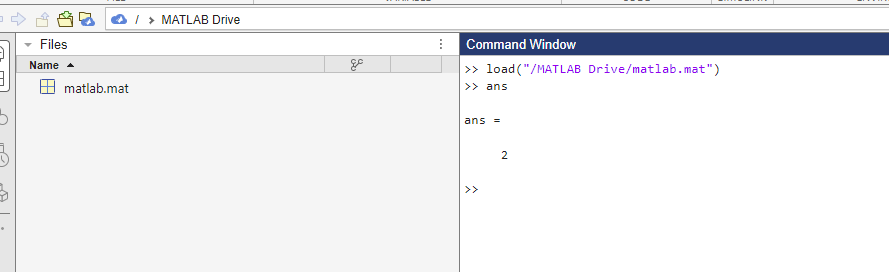 / > MATLAB Drive
Files
Name
matlab.mat
Command Window
>> load("/MATLAB Drive/matlab.mat")
>> ans
ans =
2
>>